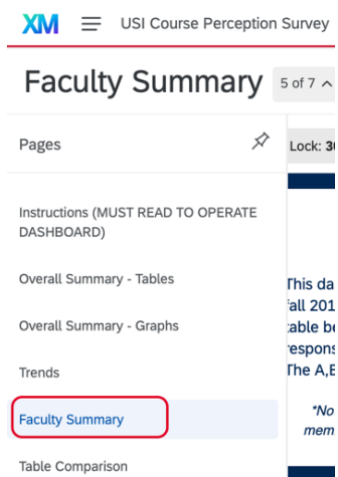 XM USI Course Perception Survey
Faculty Summary 5 of 7
Pages
Lock:
Instructions (MUST READ TO OPERATE
DASHBOARD)
Overall Summary - Tables
This da
fall 201
Overall Summary - Graphs
table be
respons
Trends
The A,E
Faculty Summary
*No
mem
Table Comparison